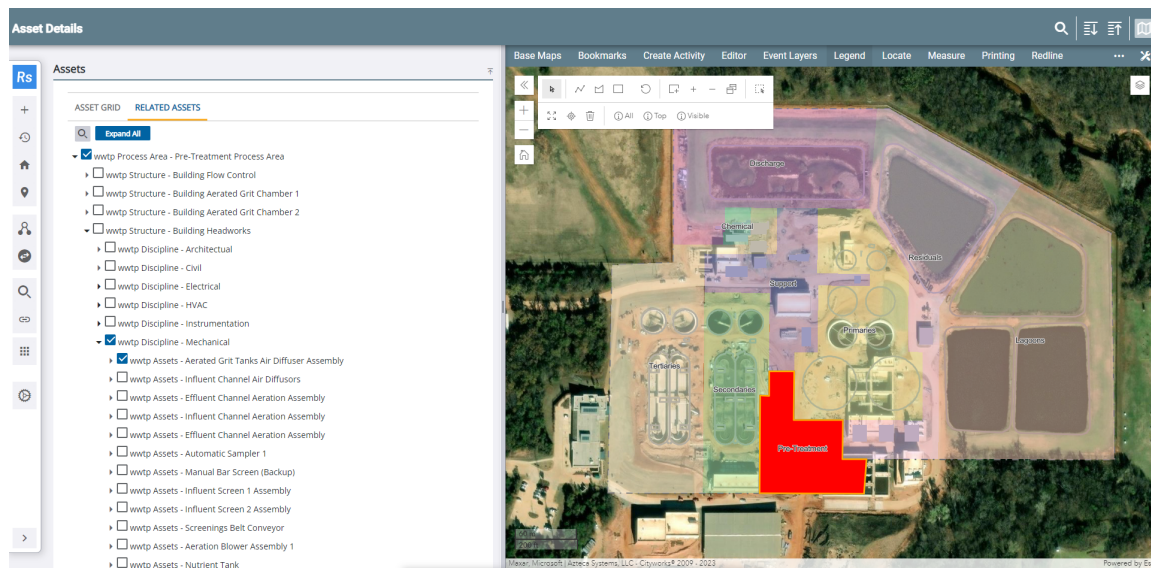 Asset Details
Base Maps Bookmarks Create Activity Editor Event Layers Legend Locate Measure Printing Redline
Rs
Assets
ASSET GRID RELATED ASSETS
Expand All
wwtp Process Area - Pre-Treatment Process Area
wwtp Structure - Building Flow Control
wwtp Structure - Building Aerated Grit Chamber 1
wwtp Structure - Building Aerated Grit Chamber 2
wwtp Structure - Building Headworks
wwtp Discipline - Architectual
wwtp Discipline - Civil
wwtp Discipline - Electrical
wwtp Discipline - HVAC
wwtp Discipline - Instrumentation
wwtp Discipline - Mechanical
wwtp Assets - Aerated Grit Tanks Air Diffuser Assembly
wwtp Assets - Influent Channel Air Diffusors
wwtp Assets - Effluent Channel Aeration Assembly
wwtp Assets - Influent Channel Aeration Assembly
wwtp Assets - Effluent Channel Aeration Assembly
wwtp Assets - Automatic Sampler 1
wwtp Assets - Manual Bar Screen (Backup)
wwtp Assets - Influent Screen 1 Assembly
wwtp Assets - Influent Screen 2 Assembly
wwtp Assets - Screenings Belt Conveyor
wwtp Assets - Aeration Blower Assembly 1
wwtp Assets - Nutrient Tank
All Top Visible
Discharge
Chemical
Residuals
Support
Primaries
Lagoons
Tertiaries
Secondaries
Pre-Treatment
60 m
200 ft
Maxar, Microsoft | Azteca Systems, LLC - Cityworks® 2009 - 2023
Powered by Es